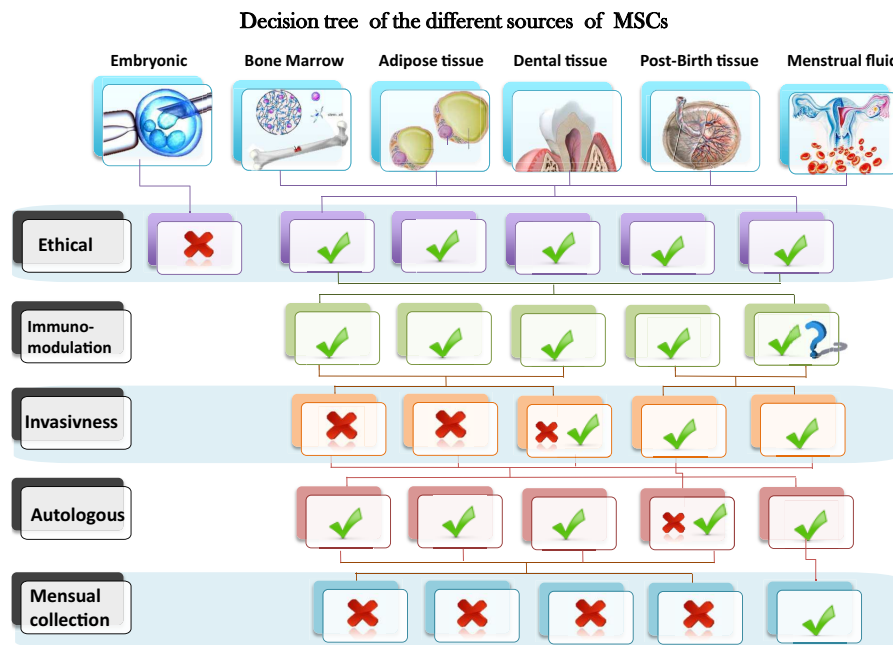 Decision tree of the different sources of MSCs
Embryonic Bone Marrow Adipose tissue Dental tissue Post-Birth tissue Menstrual fluid
Ethical
Immuno-
modulation
Invasivness
Autologous
Mensual
collection